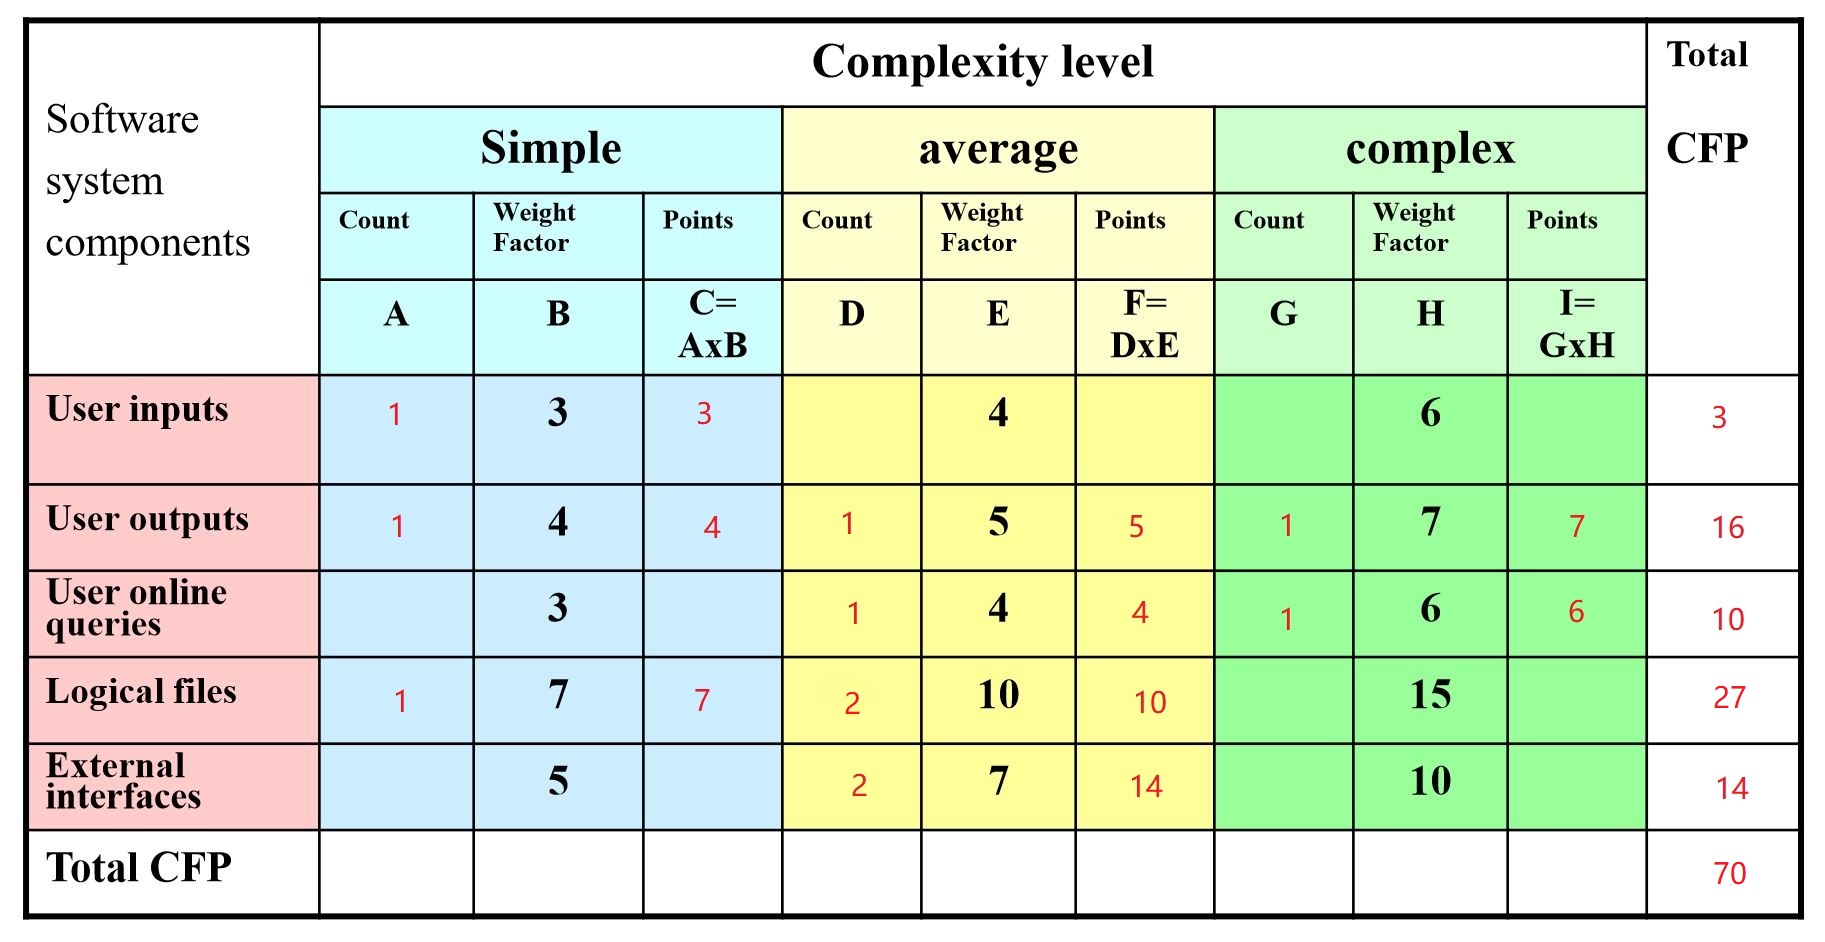 Complexity level
Total
CFP
Software
system
components
Simple
average
complex
Count
Weight
Factor
Points
Count
Weight
Factor
Points
Count
Weight
Factor
Points
A
B
C=
AxB
D
E
F=
DxE
G
H
I=
GxH
User inputs
1
3
3
4
6
3
User outputs
1
4
4
1
5
5
1
7
7
16
User online
queries
3
1
4
4
1
6
6
10
Logical files
1
7
7
2
10
10
15
27
External
interfaces
5
2
7
14
10
14
Total CFP
70